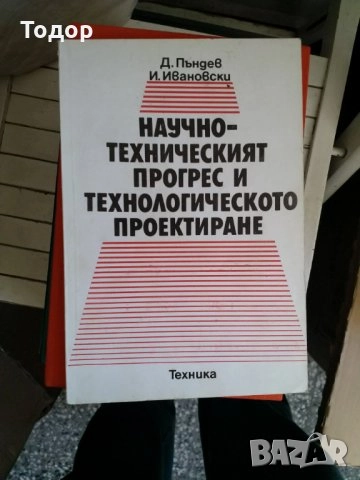 Тодор
Д. Пъндев
И. Ивановски
НАУЧНО-
ТЕХНИЧЕСКИЯТ
ПРОГРЕС И
ТЕХНОЛОГИЧЕСКОТО
ПРОЕКТИРАНЕ
Техника
BAZAR